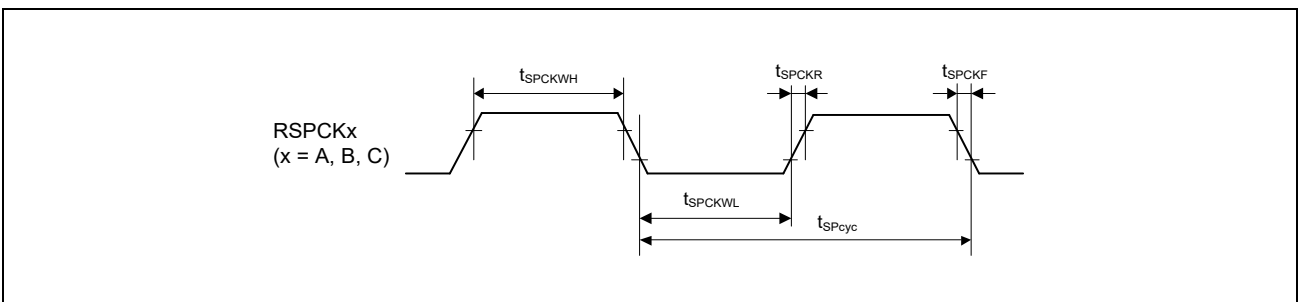 tSPCKWH
tSPCKR
tSPCKF
RSPCKx
(x = A, B, C)
tSPCKWL
tSPcyc